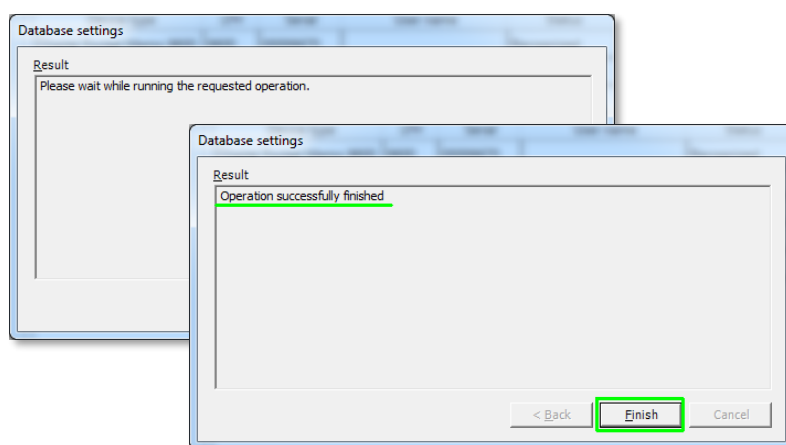 Database settings
Result
Please wait while running the requested operation.
Database settings
Result
Operation successfully finished
< Back Finish Cancel